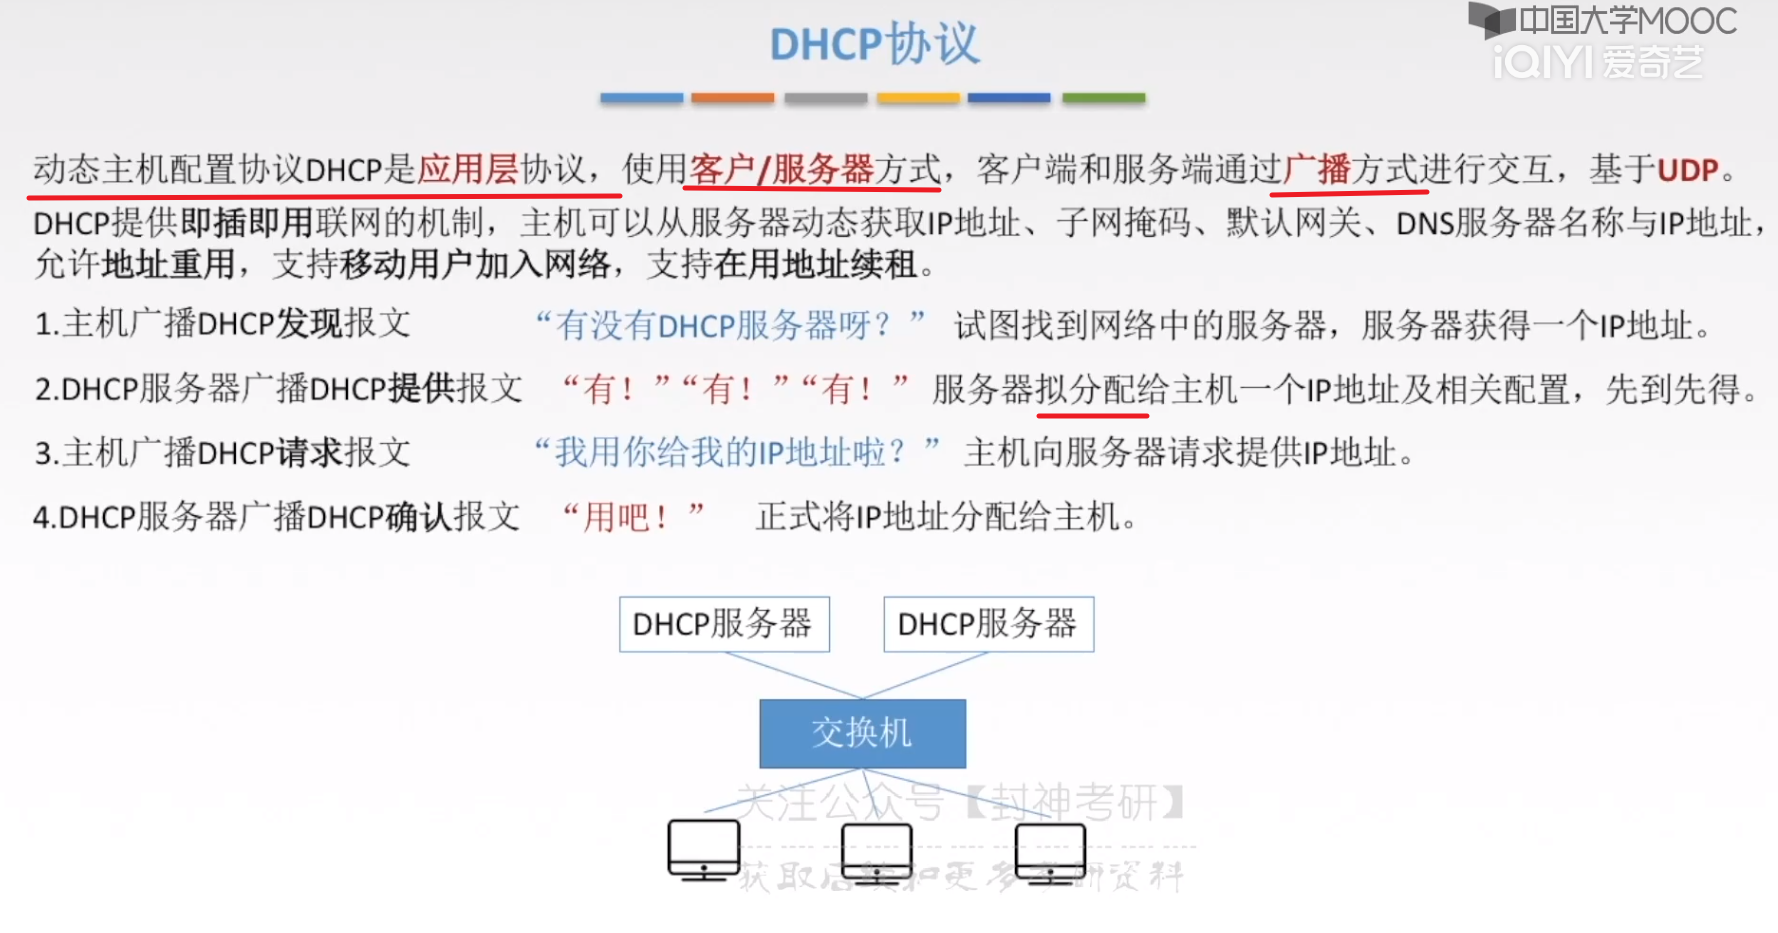 DHCP协议
中国大学MOOC
iQIYI 爱奇艺
动态主机配置协议DHCP是应用层协议，使用客户/服务器方式，客户端和服务端通过广播方式进行交互，基于UDP。
DHCP提供即插即用联网的机制，主机可以从服务器动态获取IP地址、子网掩码、默认网关、DNS服务器名称与IP地址，
允许地址重用，支持移动用户加入网络，支持在用地址续租。
1.主机广播DHCP发现报文 “有没有DHCP服务器呀？” 试图找到网络中的服务器，服务器获得一个IP地址。
2.DHCP服务器广播DHCP提供报文 “有！”“有！”“有！” 服务器拟分配给主机一个IP地址及相关配置，先到先得。
3.主机广播DHCP请求报文 “我用你给我的IP地址啦？” 主机向服务器请求提供IP地址。
4.DHCP服务器广播DHCP确认报文 “用吧！” 正式将IP地址分配给主机。
DHCP服务器 DHCP服务器
交换机
关注公众号【封神考研】
获取后续和更多考研资料